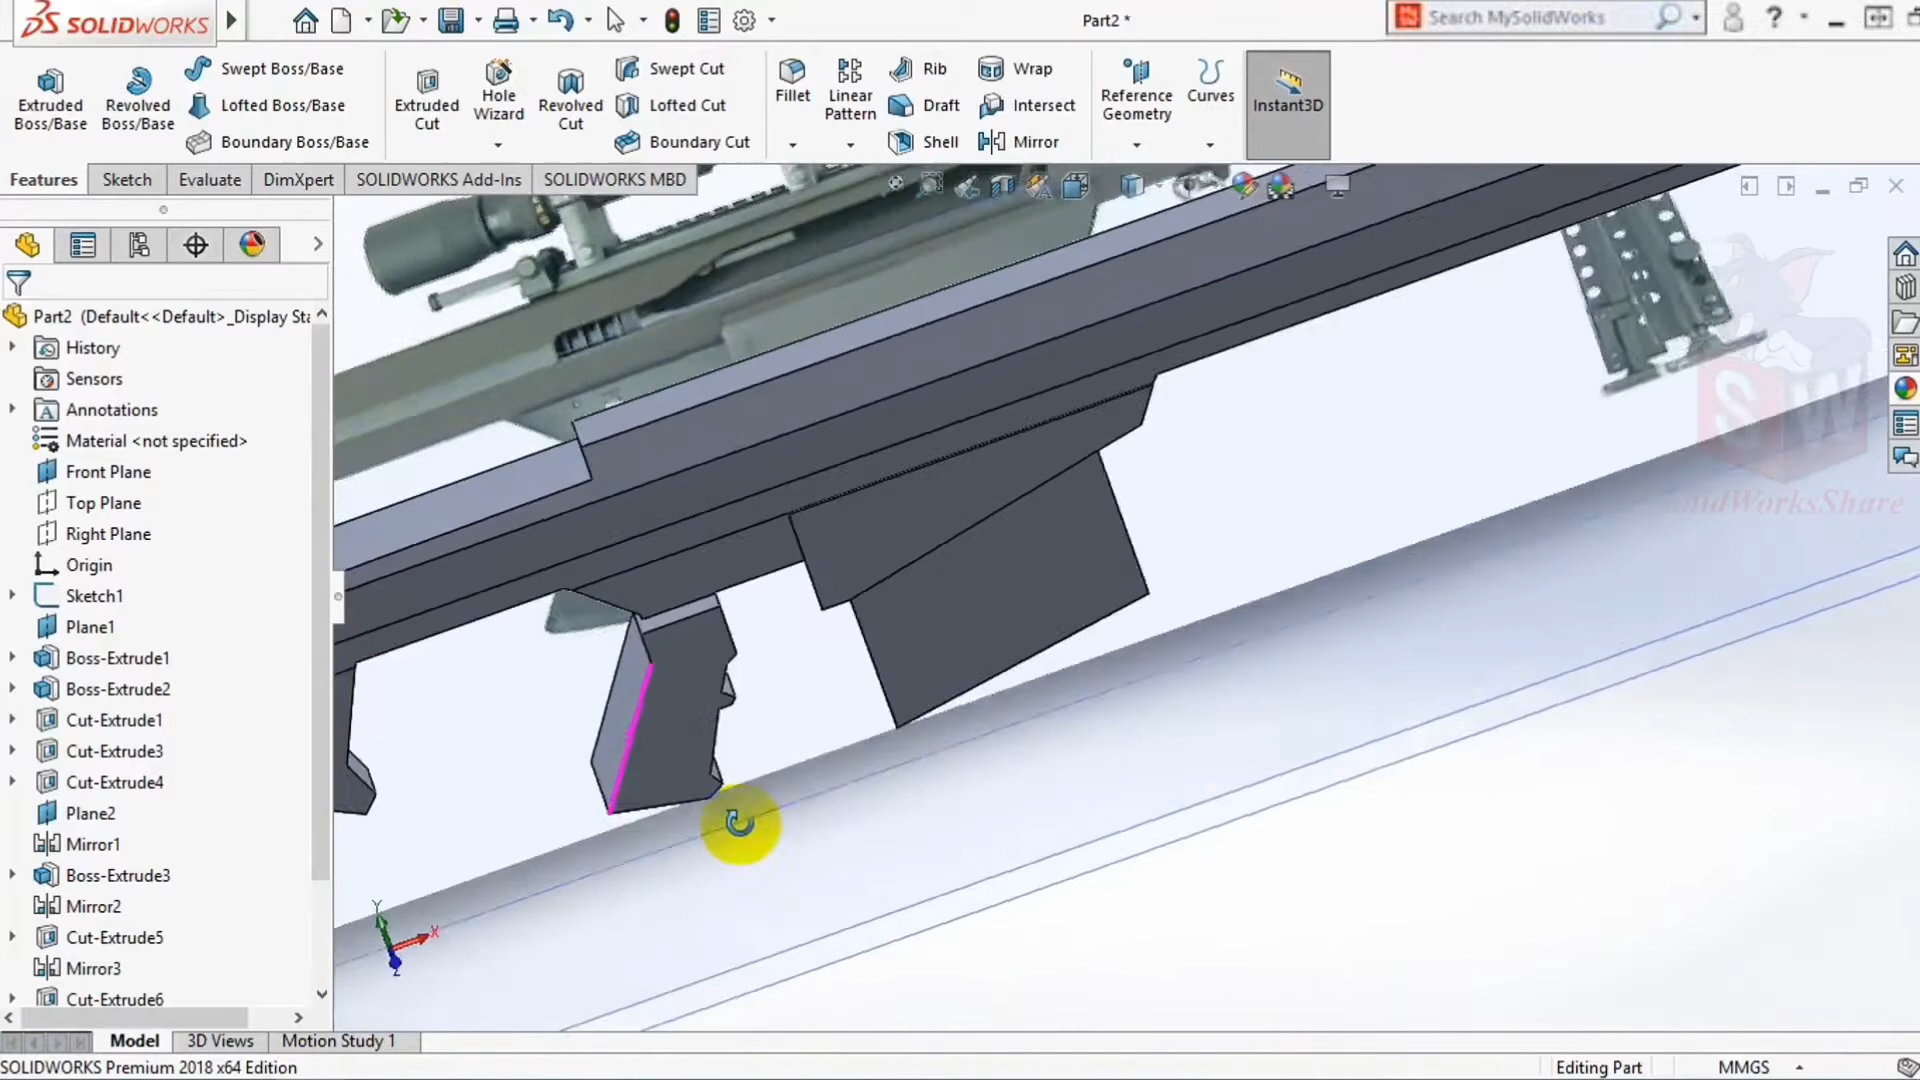 SOLIDWORKS
Part2 *
Search MySolidWorks
Extruded Boss/Base
Revolved Boss/Base
Swept Boss/Base
Lofted Boss/Base
Boundary Boss/Base
Extruded Cut
Hole Wizard
Revolved Cut
Swept Cut
Lofted Cut
Boundary Cut
Fillet
Linear Pattern
Rib
Draft
Shell
Wrap
Intersect
Mirror
Reference Geometry
Curves
Instant3D
Features
Sketch
Evaluate
DimXpert
SOLIDWORKS Add-Ins
SOLIDWORKS MBD
Part2 (Default<<Default>_Display Sta
History
Sensors
Annotations
Material <not specified>
Front Plane
Top Plane
Right Plane
Origin
Sketch1
Plane1
Boss-Extrude1
Boss-Extrude2
Cut-Extrude1
Cut-Extrude3
Cut-Extrude4
Plane2
Mirror1
Boss-Extrude3
Mirror2
Cut-Extrude5
Mirror3
Cut-Extrude6
Y
X
Z
SW
olidWorksShare
Model
3D Views
Motion Study 1
SOLIDWORKS Premium 2018 x64 Edition
Editing Part
MMGS